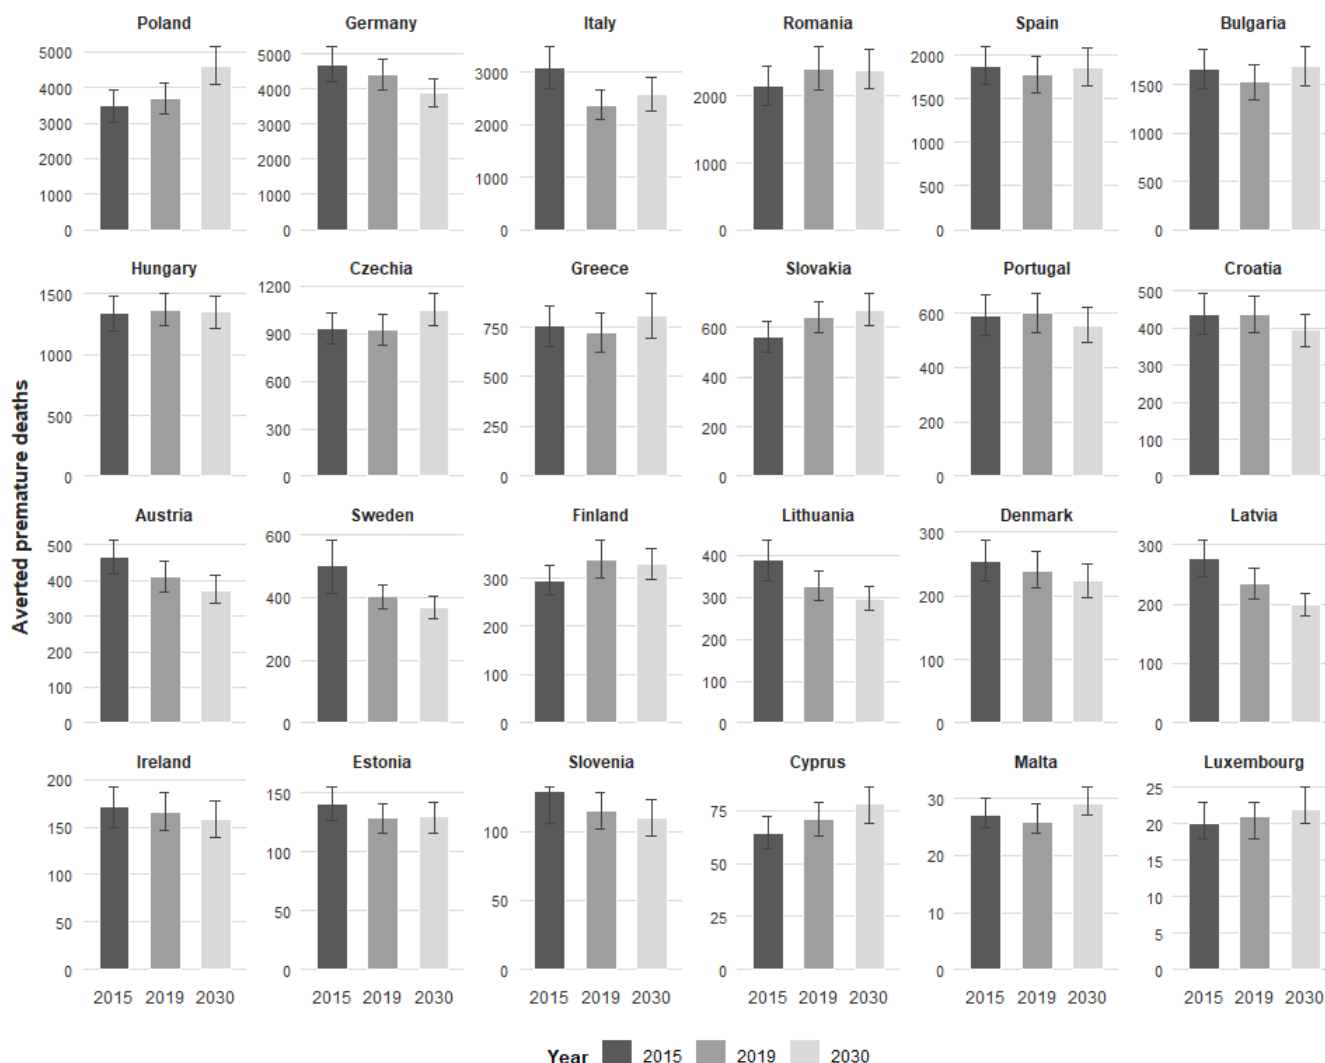 Poland Germany Italy Romania Spain Bulgaria
5000 4000 3000 2000 1000 0
5000 4000 3000 2000 1000 0
3000 2000 1000 0
2000 1000 0
2000 1500 1000 500 0
1500 1000 500 0
Hungary Czechia Greece Slovakia Portugal Croatia
1500 1000 500 0
1200 900 600 300 0
750 500 250 0
600 400 200 0
600 400 200 0
500 400 300 200 100 0
Averted premature deaths
Austria Sweden Finland Lithuania Denmark Latvia
500 400 300 200 100 0
600 400 200 0
300 200 100 0
400 300 200 100 0
300 200 100 0
300 200 100 0
Ireland Estonia Slovenia Cyprus Malta Luxembourg
200 150 100 50 0
150 100 50 0
100 50 0
75 50 25 0
30 20 10 0
25 20 15 10 5 0
2015 2019 2030 2015 2019 2030 2015 2019 2030 2015 2019 2030 2015 2019 2030 2015 2019 2030
Year 2015 2019 2030